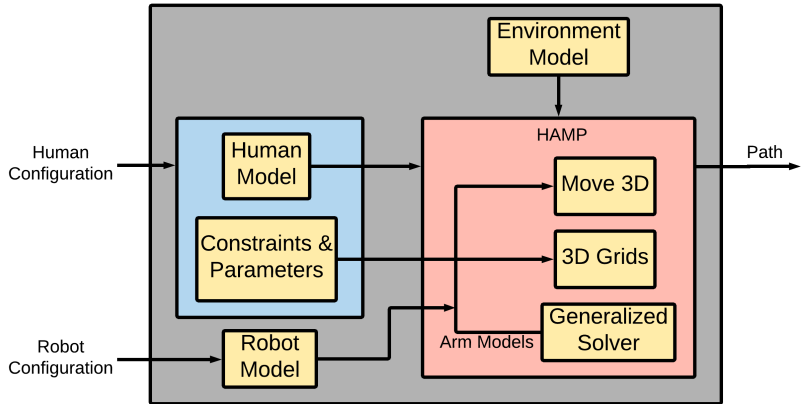 Environment
Model
HAMP
Human
Configuration
Human
Model
Move 3D
Path
Constraints &
Parameters
3D Grids
Generalized
Solver
Arm Models
Robot
Configuration
Robot
Model